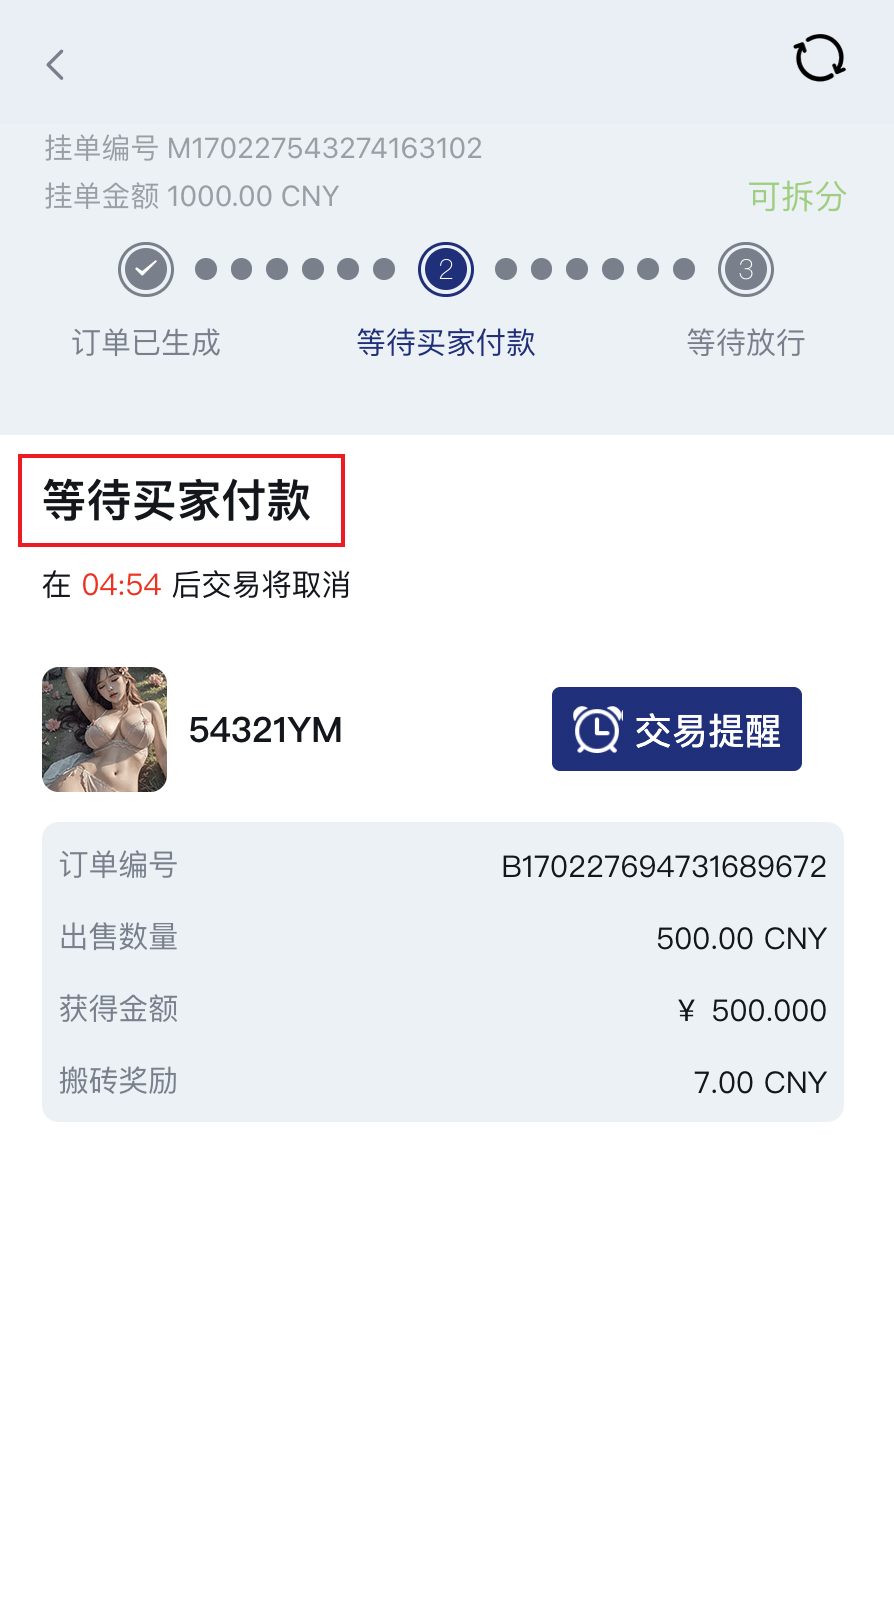 挂单编号 M170227543274163102
挂单金额 1000.00 CNY
可拆分
2
3
订单已生成
等待买家付款
等待放行
等待买家付款
在 04:54 后交易将取消
54321YM
交易提醒
订单编号 B170227694731689672
出售数量 500.00 CNY
获得金额 ¥ 500.000
搬砖奖励 7.00 CNY